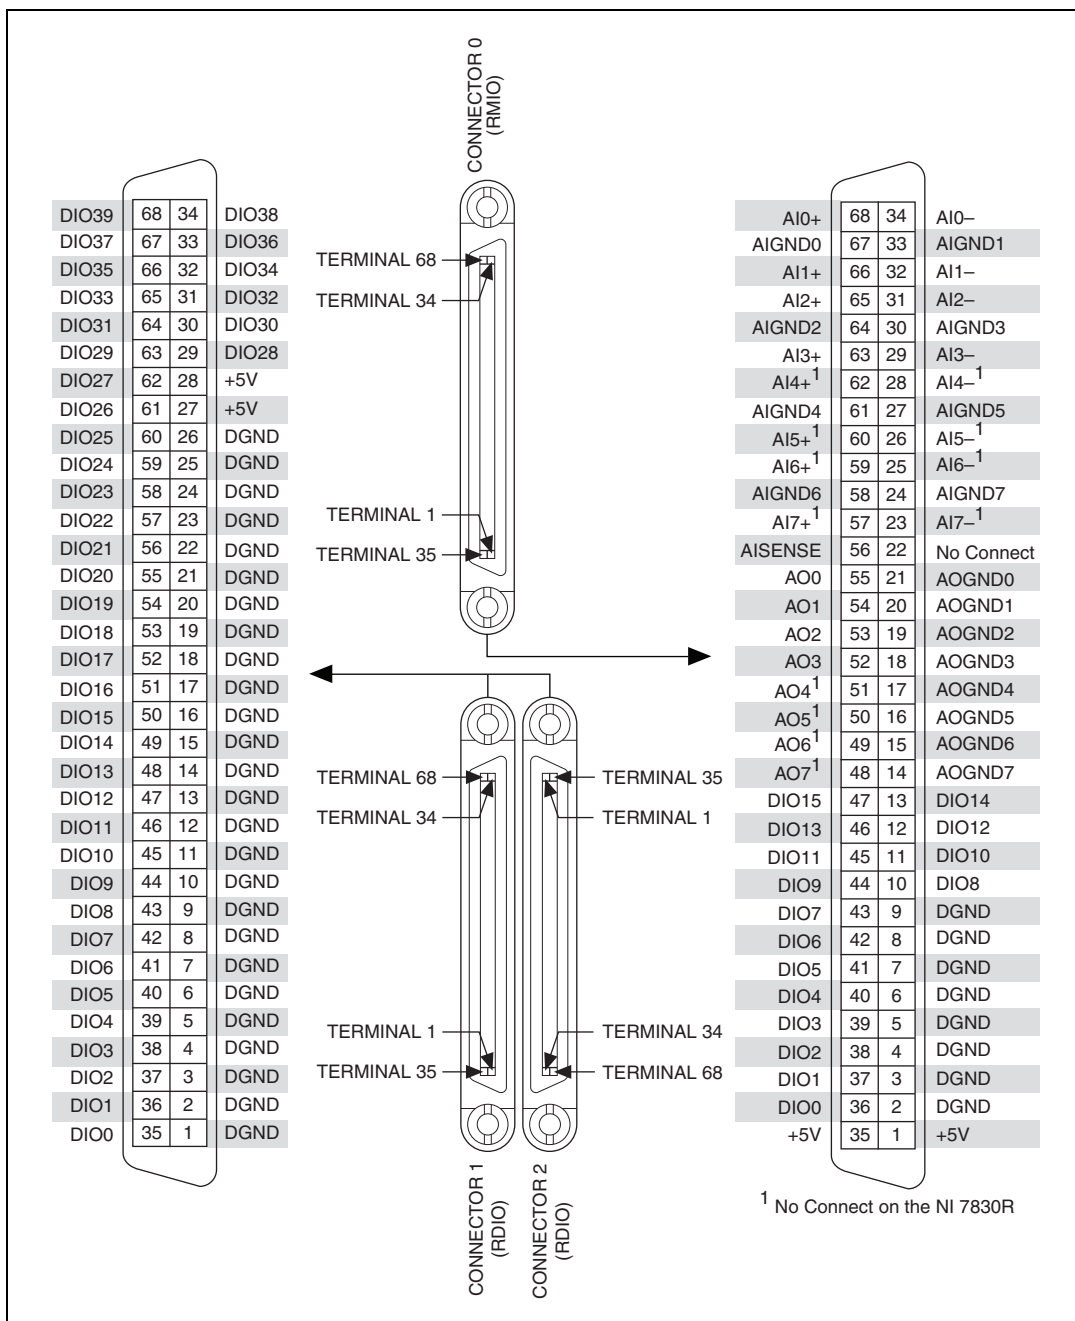 CONNECTOR 0
(RMIO)
TERMINAL 68
TERMINAL 34
TERMINAL 1
TERMINAL 35
DIO39 68 34 DIO38
DIO37 67 33 DIO36
DIO35 66 32 DIO34
DIO33 65 31 DIO32
DIO31 64 30 DIO30
DIO29 63 29 DIO28
DIO27 62 28 +5V
DIO26 61 27 +5V
DIO25 60 26 DGND
DIO24 59 25 DGND
DIO23 58 24 DGND
DIO22 57 23 DGND
DIO21 56 22 DGND
DIO20 55 21 DGND
DIO19 54 20 DGND
DIO18 53 19 DGND
DIO17 52 18 DGND
DIO16 51 17 DGND
DIO15 50 16 DGND
DIO14 49 15 DGND
DIO13 48 14 DGND
DIO12 47 13 DGND
DIO11 46 12 DGND
DIO10 45 11 DGND
DIO9 44 10 DGND
DIO8 43 9 DGND
DIO7 42 8 DGND
DIO6 41 7 DGND
DIO5 40 6 DGND
DIO4 39 5 DGND
DIO3 38 4 DGND
DIO2 37 3 DGND
DIO1 36 2 DGND
DIO0 35 1 DGND
TERMINAL 68
TERMINAL 34
TERMINAL 1
TERMINAL 35
TERMINAL 35
TERMINAL 1
TERMINAL 34
TERMINAL 68
CONNECTOR 1
(RDIO)
CONNECTOR 2
(RDIO)
AI0+ 68 34 AI0–
AIGND0 67 33 AIGND1
AI1+ 66 32 AI1–
AI2+ 65 31 AI2–
AIGND2 64 30 AIGND3
AI3+ 63 29 AI3–
AI4+1 62 28 AI4–1
AIGND4 61 27 AIGND5
AI5+1 60 26 AI5–1
AI6+1 59 25 AI6–1
AIGND6 58 24 AIGND7
AI7+1 57 23 AI7–1
AISENSE 56 22 No Connect
AO0 55 21 AOGND0
AO1 54 20 AOGND1
AO2 53 19 AOGND2
AO3 52 18 AOGND3
AO41 51 17 AOGND4
AO51 50 16 AOGND5
AO61 49 15 AOGND6
AO71 48 14 AOGND7
DIO15 47 13 DIO14
DIO13 46 12 DIO12
DIO11 45 11 DIO10
DIO9 44 10 DIO8
DIO7 43 9 DGND
DIO6 42 8 DGND
DIO5 41 7 DGND
DIO4 40 6 DGND
DIO3 39 5 DGND
DIO2 38 4 DGND
DIO1 37 3 DGND
DIO0 36 2 DGND
+5V 35 1 +5V
1 No Connect on the NI 7830R